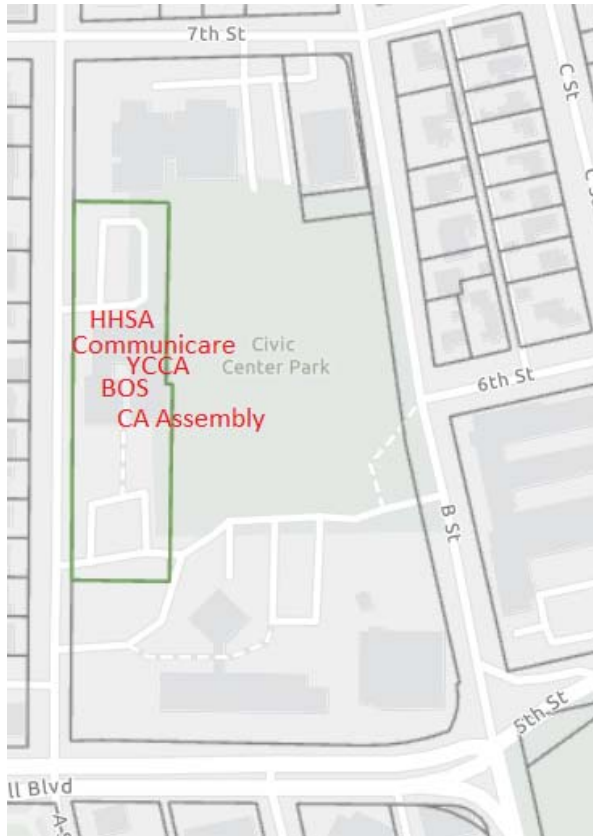 7th St
C St
HHSA
Communicare
YCCA
BOS
CA Assembly
Civic
Center Park
6th St
B St
5th St
ll Blvd